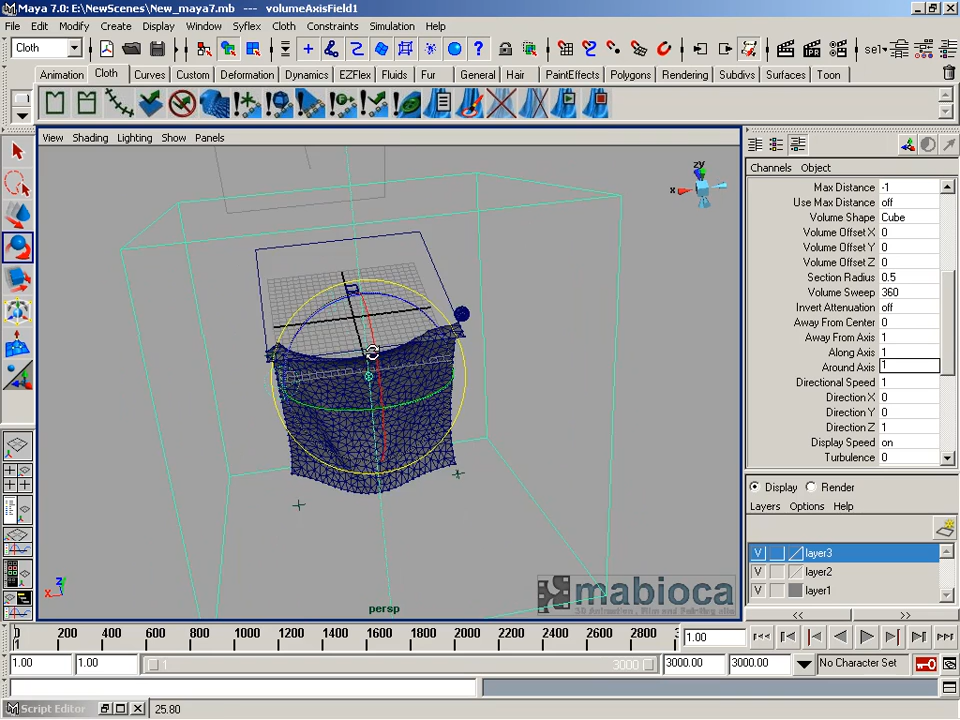 Maya 7.0: E:\NewScenes\New_maya7.mb --- volumeAxisField1
File Edit Modify Create Display Window Syflex Cloth Constraints Simulation Help
Cloth
sel
Animation Cloth Curves Custom Deformation Dynamics EZFlex Fluids Fur General Hair PaintEffects Polygons Rendering Subdivs Surfaces Toon
View Shading Lighting Show Panels
Channels Object
Max Distance -1
Use Max Distance off
Volume Shape Cube
Volume Offset X 0
Volume Offset Y 0
Volume Offset Z 0
Section Radius 0.5
Volume Sweep 360
Invert Attenuation off
Away From Center 0
Away From Axis 1
Along Axis 1
Around Axis 1
Directional Speed 1
Direction X 0
Direction Y 0
Direction Z 1
Display Speed on
Turbulence 0
zy
x
z
x
persp
mabioca
Display Render
Layers Options Help
V layer3
V layer2
V layer1
<< >>
1 200 400 600 800 1000 1200 1400 1600 1800 2000 2200 2400 2600 2800 3
1.00
1.00 1.00 1 3000 3000.00 3000.00 No Character Set
Script Editor 25.80